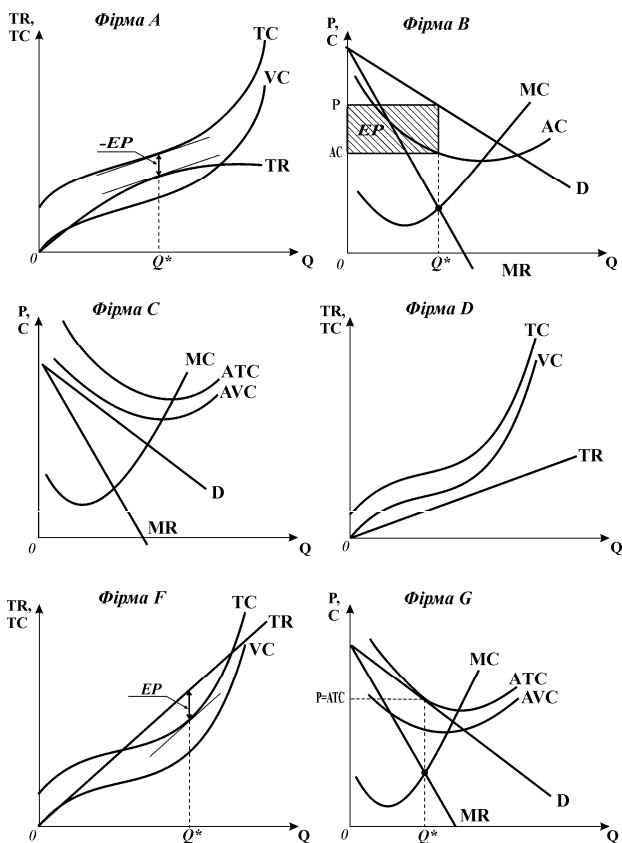 Фірма A
TR,
TC
TC
VC
-EP
TR
0
Q*
Q
Фірма B
P,
C
MC
P
EP
AC
AC
D
0
Q*
Q
MR
Фірма C
P,
C
MC
ATC
AVC
D
MR
0
Q
Фірма D
TR,
TC
TC
VC
TR
0
Q
Фірма F
TR,
TC
TC
TR
VC
EP
0
Q*
Q
Фірма G
P,
C
MC
ATC
AVC
P=ATC
D
MR
0
Q*
Q